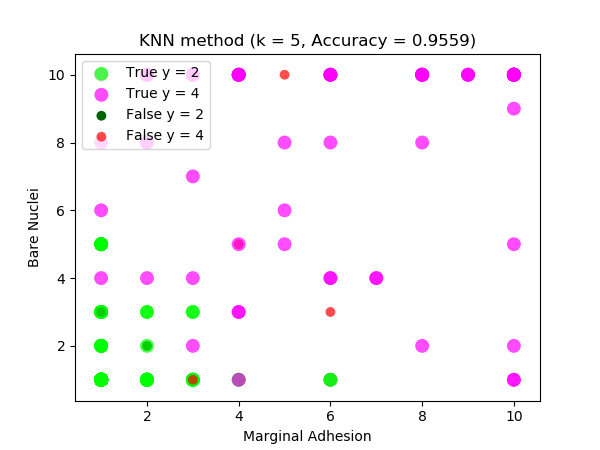 KNN method (k = 5, Accuracy = 0.9559)
True y = 2
True y = 4
False y = 2
False y = 4
Bare Nuclei
10
8
6
4
2
2
4
6
8
10
Marginal Adhesion